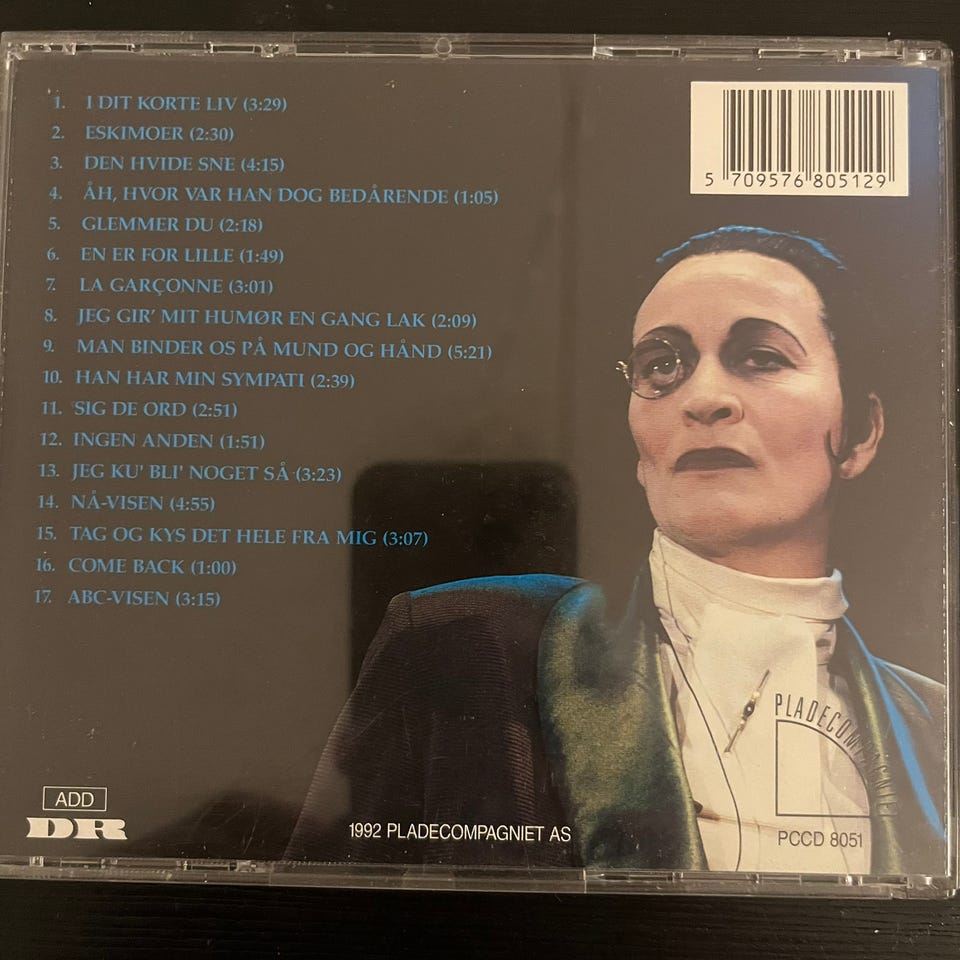 1. I DIT KORTE LIV (3:29)
2. ESKIMOER (2:30)
3. DEN HVIDE SNE (4:15)
4. ÅH, HVOR VAR HAN DOG BEDÅRENDE (1:05)
5. GLEMMER DU (2:18)
6. EN ER FOR LILLE (1:49)
7. LA GARÇONNE (3:01)
8. JEG GIR' MIT HUMØR EN GANG LAK (2:09)
9. MAN BINDER OS PÅ MUND OG HÅND (5:21)
10. HAN HAR MIN SYMPATI (2:39)
11. SIG DE ORD (2:51)
12. INGEN ANDEN (1:51)
13. JEG KU' BLI' NOGET SÅ (3:23)
14. NÅ-VISEN (4:55)
15. TAG OG KYS DET HELE FRA MIG (3:07)
16. COME BACK (1:00)
17. ABC-VISEN (3:15)
5 709576 805129
ADD
DR
1992 PLADECOMPAGNIET AS
PLADECOMPAGNIET
PCCD 8051